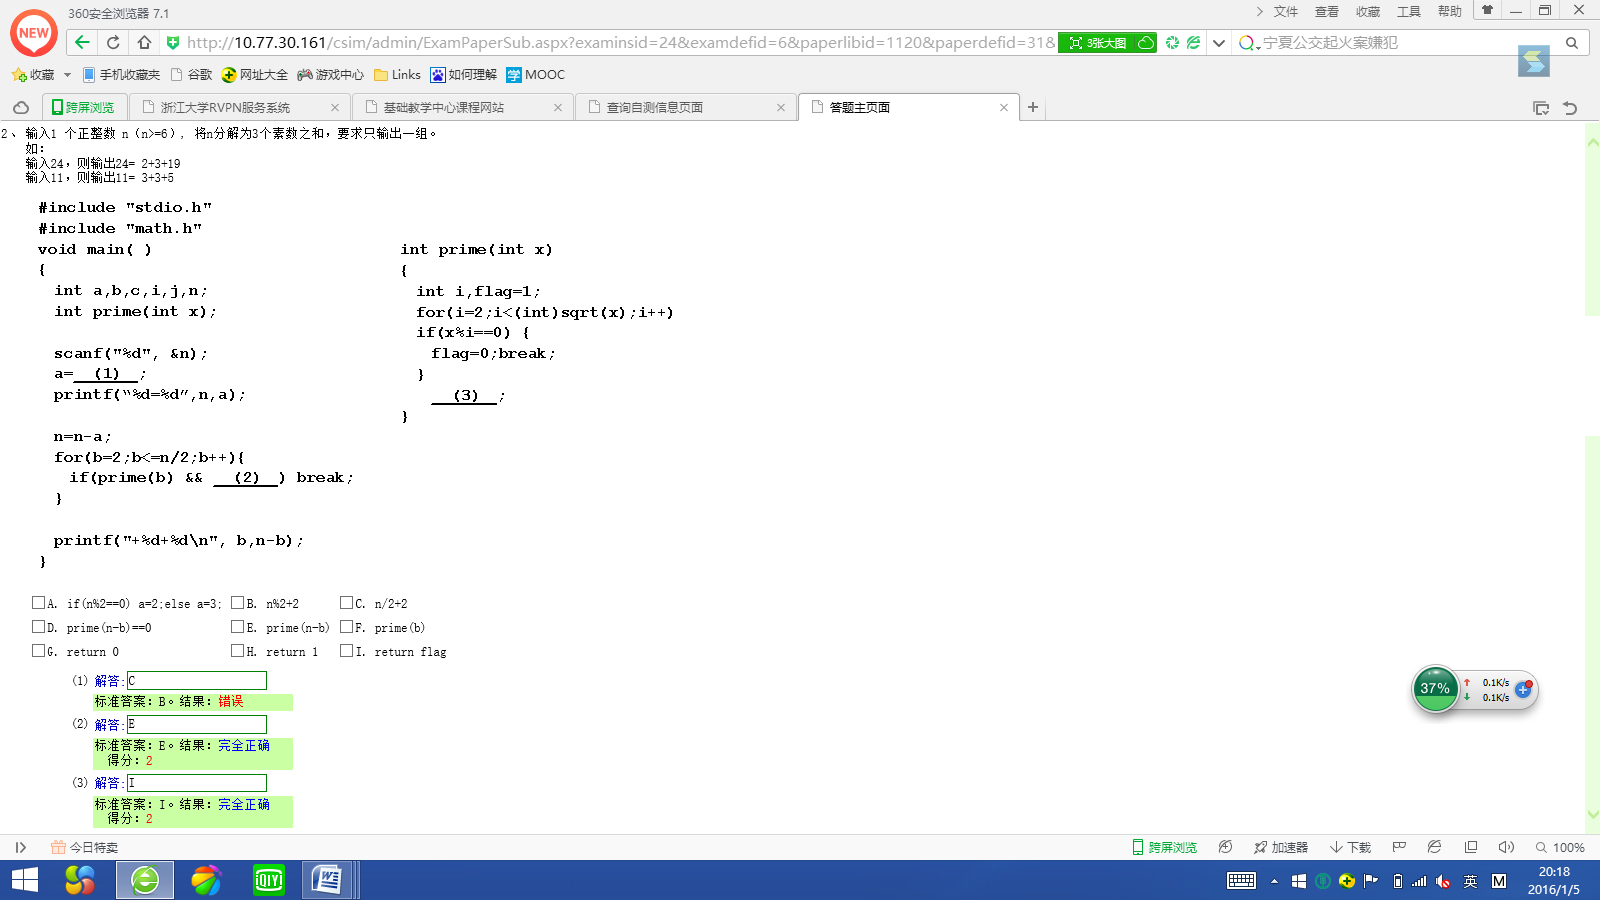 NEW
360安全浏览器 7.1
文件 查看 收藏 工具 帮助
http://10.77.30.161/csim/admin/ExamPaperSub.aspx?examinsid=24&examdefid=6&paperlibid=1120&paperdefid=31&
3张大图
宁夏公交起火案嫌犯
收藏 手机收藏夹 谷歌 网址大全 游戏中心 Links 如何理解 学 MOOC
跨屏浏览 浙江大学RVPN服务系统 基础教学中心课程网站 查询自测信息页面 答题主页面
2、输入1 个正整数 n（n>=6）, 将n分解为3个素数之和，要求只输出一组。
如：
输入24，则输出24= 2+3+19
输入11，则输出11= 3+3+5
#include "stdio.h"
#include "math.h"
void main( )
{
int a,b,c,i,j,n;
int prime(int x);
scanf("%d", &n);
a=__(1)__;
printf(“%d=%d”,n,a);
n=n-a;
for(b=2;b<=n/2;b++){
if(prime(b) && __(2)__) break;
}
printf("+%d+%d\n", b,n-b);
}
int prime(int x)
{
int i,flag=1;
for(i=2;i<(int)sqrt(x);i++)
if(x%i==0) {
flag=0;break;
}
__(3)__;
}
A. if(n%2==0) a=2;else a=3; B. n%2+2 C. n/2+2
D. prime(n-b)==0 E. prime(n-b) F. prime(b)
G. return 0 H. return 1 I. return flag
(1) 解答:C
标准答案：B。结果：错误
(2) 解答:E
标准答案：E。结果：完全正确
得分：2
(3) 解答:I
标准答案：I。结果：完全正确
得分：2
37%
0.1K/s
0.1K/s
今日特卖
跨屏浏览 加速器 下载 100%
QIYI
英 M
20:18
2016/1/5